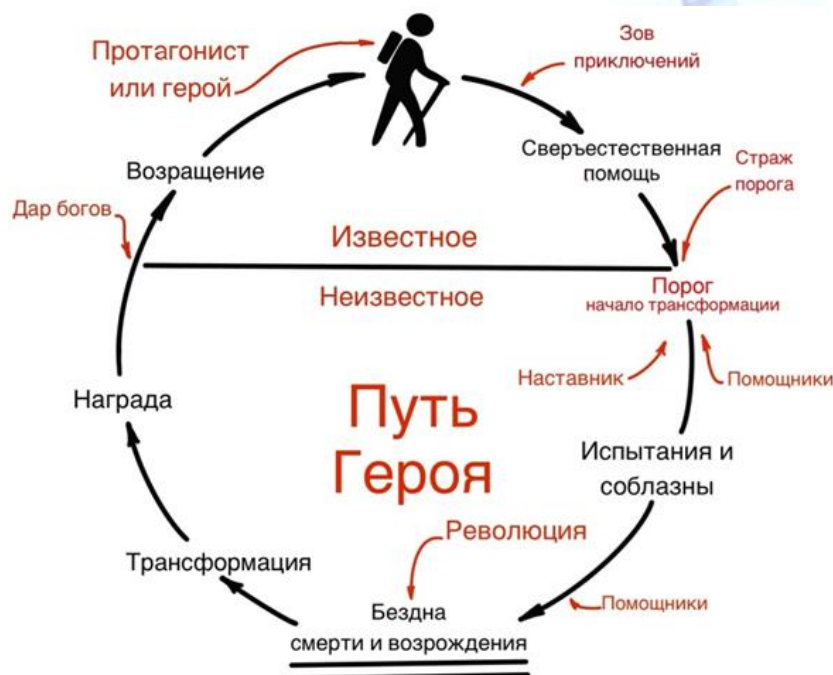 Протагонист
или герой
Зов
приключений
Сверъестественная
помощь
Страж
порога
Возращение
Дар богов
Известное
Неизвестное
Порог
начало трансформации
Наставник
Помощники
Награда
Путь
Героя
Испытания и
соблазны
Революция
Трансформация
Помощники
Бездна
смерти и возрождения